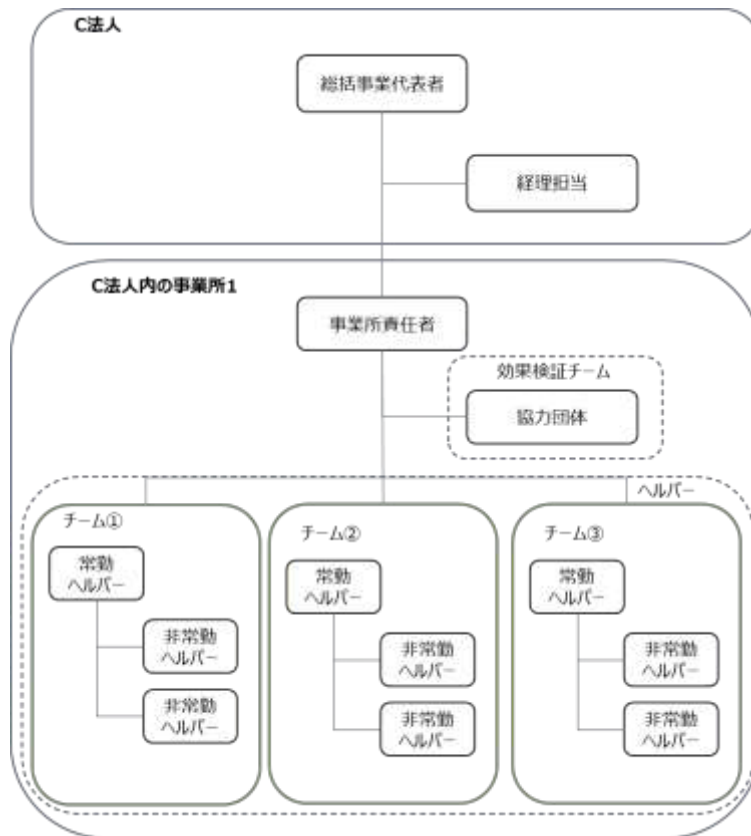 C法人
総括事業代表者
経理担当
C法人内の事業所1
事業所責任者
効果検証チーム
協力団体
ヘルパー
チーム①
常勤
ヘルパー
非常勤
ヘルパー
非常勤
ヘルパー
チーム②
常勤
ヘルパー
非常勤
ヘルパー
非常勤
ヘルパー
チーム③
常勤
ヘルパー
非常勤
ヘルパー
非常勤
ヘルパー